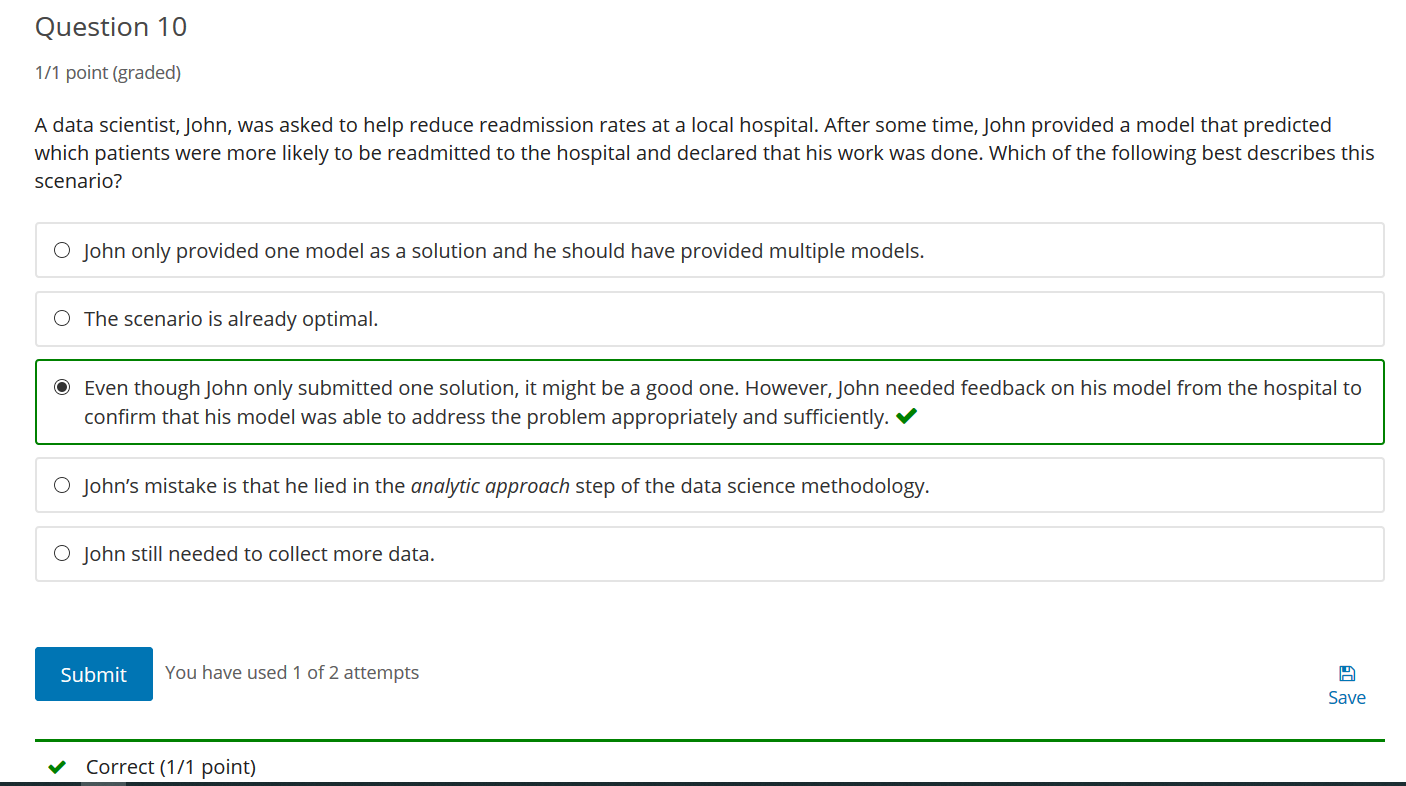 Question 10
1/1 point (graded)
A data scientist, John, was asked to help reduce readmission rates at a local hospital. After some time, John provided a model that predicted
which patients were more likely to be readmitted to the hospital and declared that his work was done. Which of the following best describes this
scenario?
John only provided one model as a solution and he should have provided multiple models.
The scenario is already optimal.
Even though John only submitted one solution, it might be a good one. However, John needed feedback on his model from the hospital to
confirm that his model was able to address the problem appropriately and sufficiently.
John’s mistake is that he lied in the analytic approach step of the data science methodology.
John still needed to collect more data.
Submit You have used 1 of 2 attempts
Save
Correct (1/1 point)